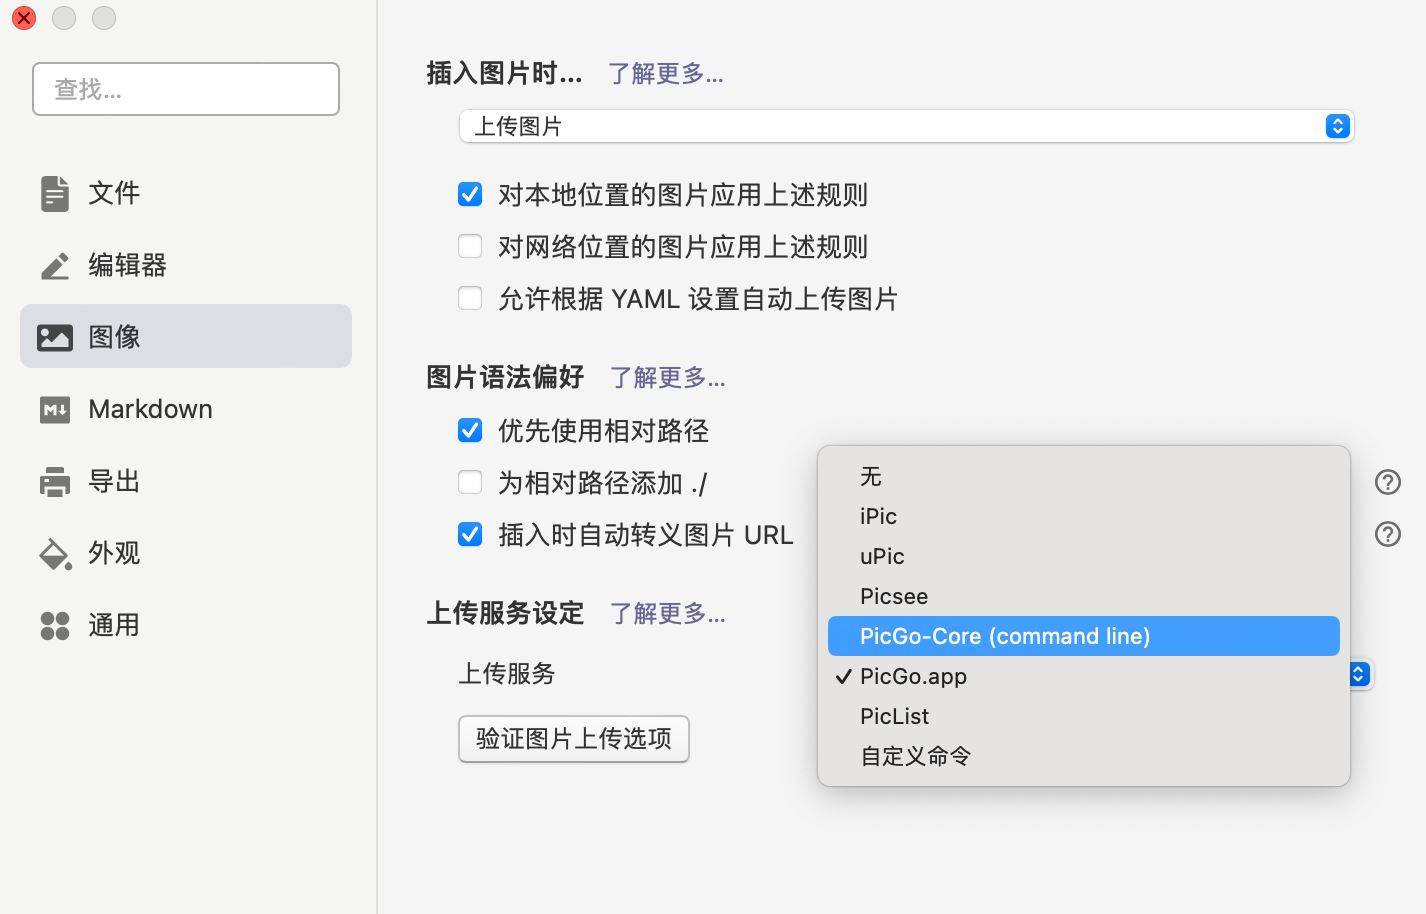 查找...
文件
编辑器
图像
Markdown
导出
外观
通用
插入图片时... 了解更多...
上传图片
对本地位置的图片应用上述规则
对网络位置的图片应用上述规则
允许根据 YAML 设置自动上传图片
图片语法偏好 了解更多...
优先使用相对路径
为相对路径添加 ./
插入时自动转义图片 URL
上传服务设定 了解更多...
上传服务
验证图片上传选项
无
iPic
uPic
Picsee
PicGo-Core (command line)
PicGo.app
PicList
自定义命令